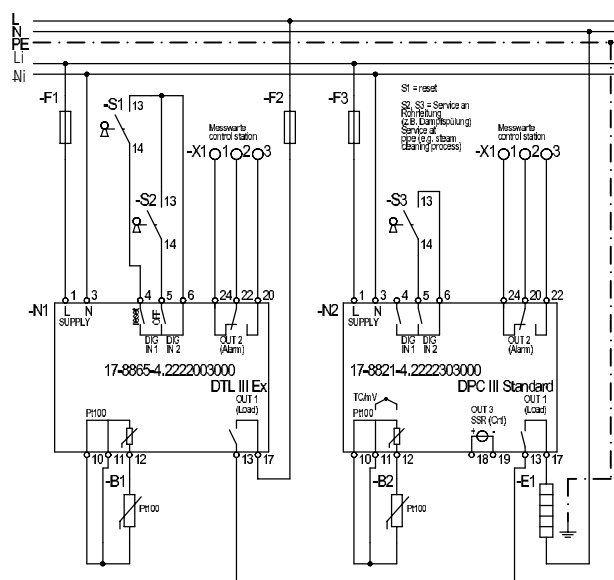 L
N
PE
Li
Ni
-F1
-S1
13
14
-S2
13
14
Messwarte
control station
-X1
1
2
3
-F2
-F3
S1 = reset
S2, S3 = Service an
Rohrleitung
(z.B. Dampfspülung)
Service at
pipe (e.g. steam
cleaning process)
-S3
13
14
Messwarte
control station
-X1
1
2
3
-N1
1
3
4
5
6
24
22
20
L
N
SUPPLY
reset
OFF
DIG
IN 1
DIG
IN 2
OUT 2
(Alarm)
17-8865-4.2222003000
DTL III Ex
Pt100
OUT 1
(Load)
10
11
12
13
17
-B1
Pt100
-N2
1
3
4
5
6
24
20
22
L
N
SUPPLY
DIG
IN 1
DIG
IN 2
OUT 2
(Alarm)
17-8821-4.2222303000
DPC III Standard
TC/mV
Pt100
OUT 3
SSR (Cntl)
+
-
OUT 1
(Load)
10
11
12
18
19
13
17
-B2
Pt100
-E1